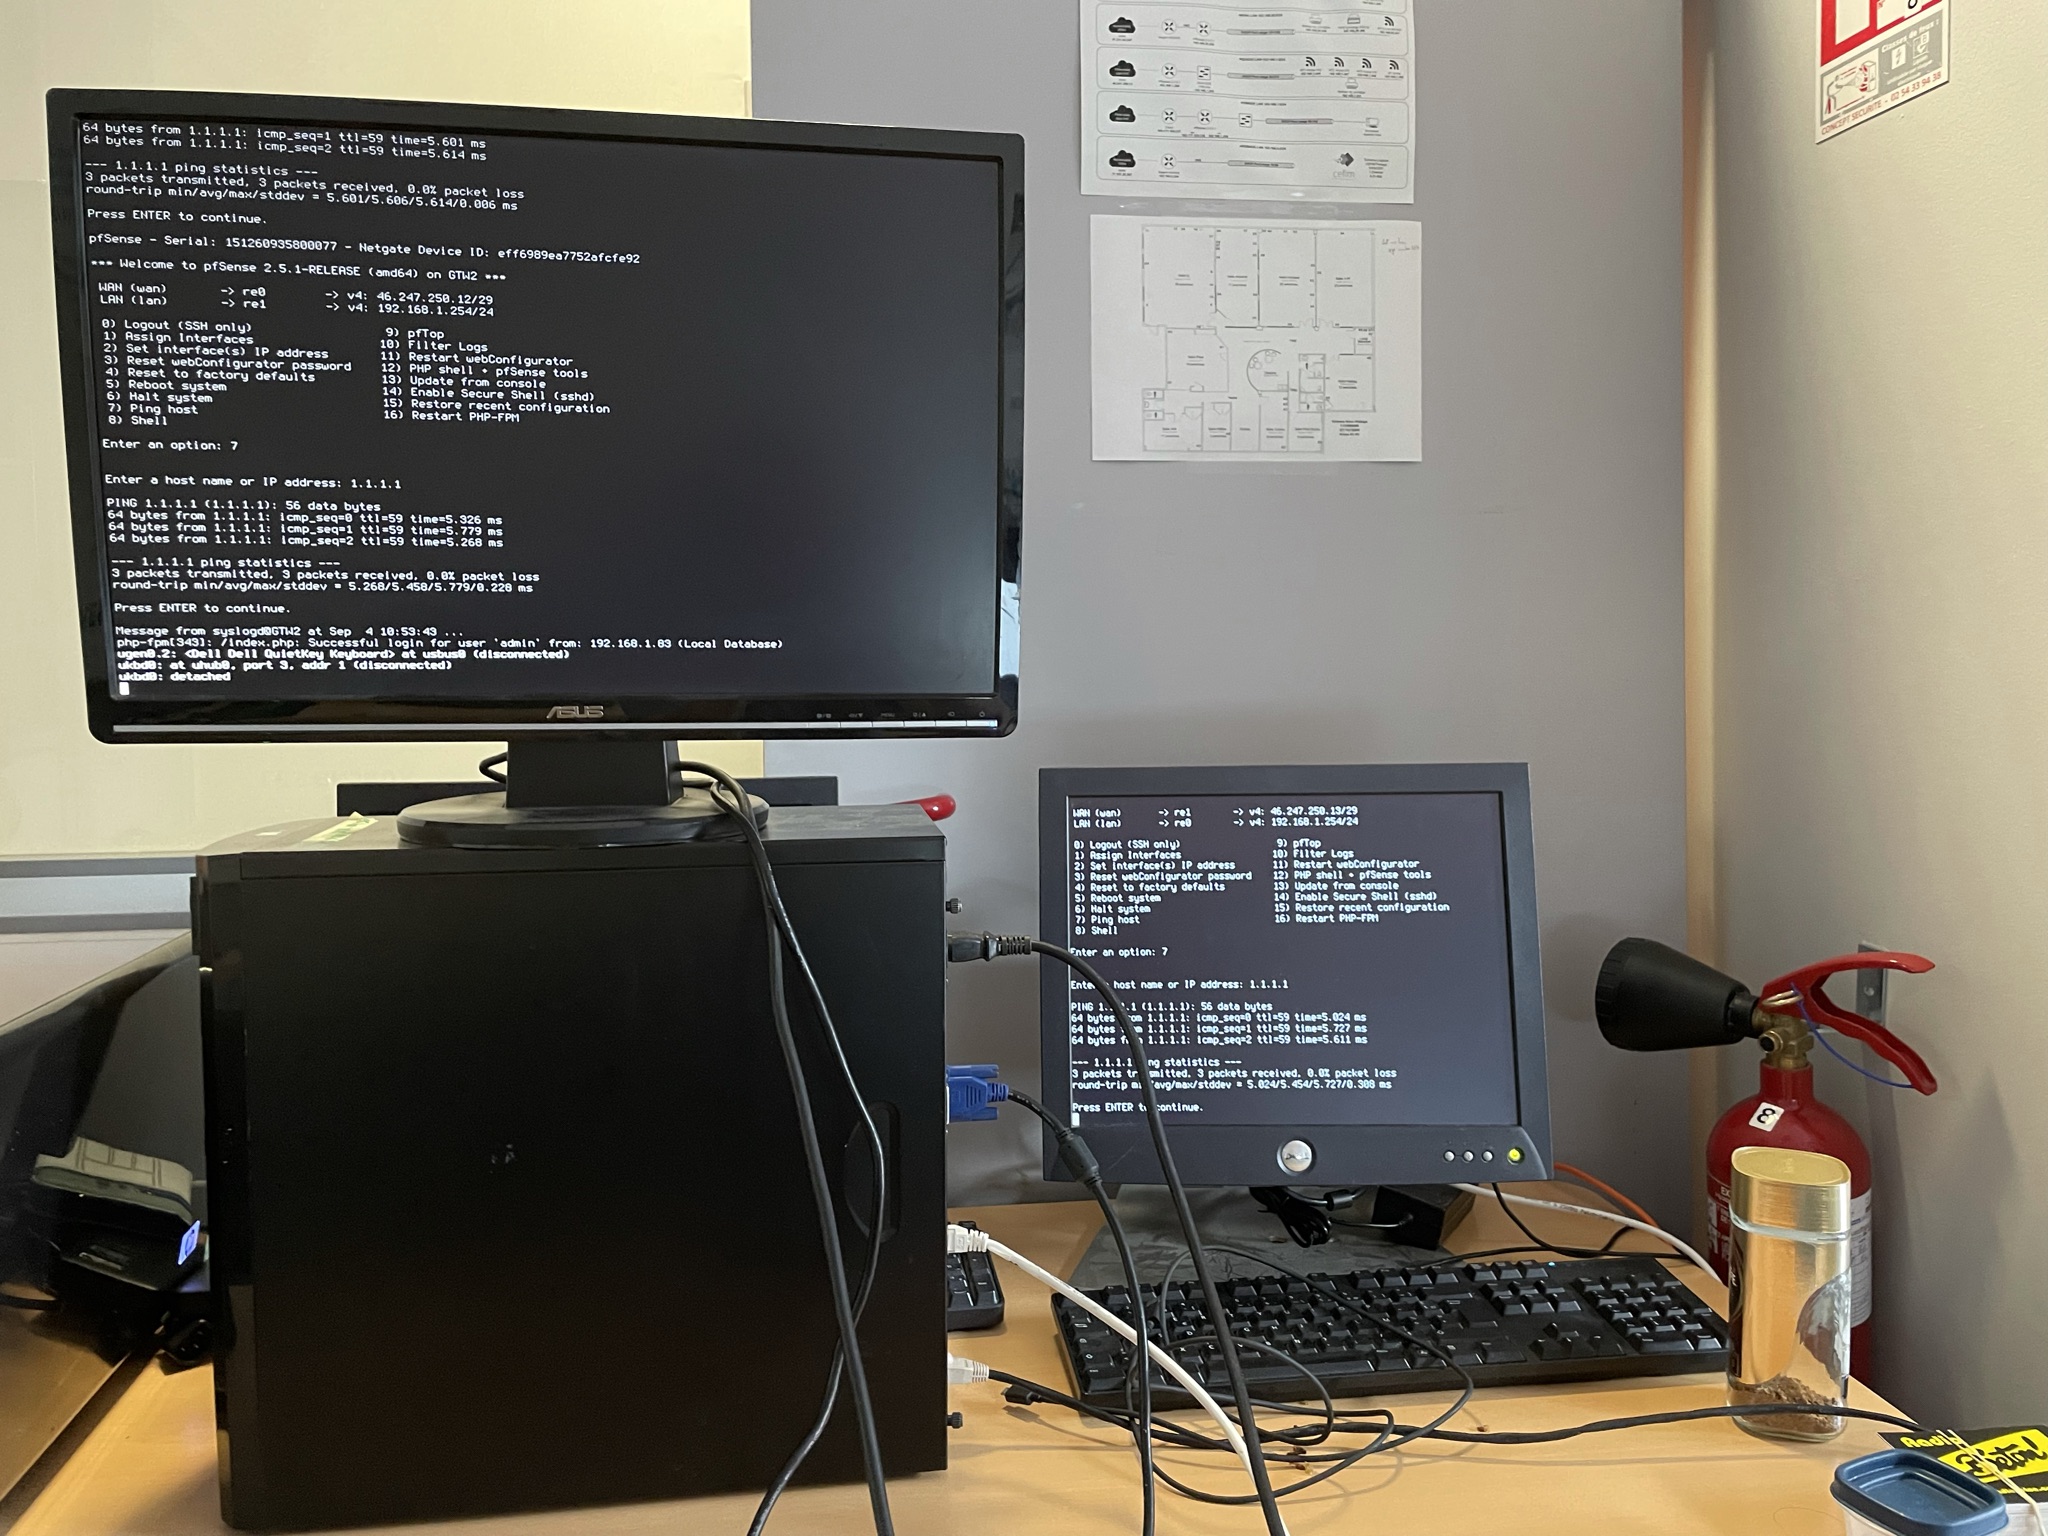 64 bytes from 1.1.1.1: icmp_seq=1 ttl=59 time=5.601 ms
64 bytes from 1.1.1.1: icmp_seq=2 ttl=59 time=5.614 ms
--- 1.1.1.1 ping statistics ---
3 packets transmitted, 3 packets received, 0.0% packet loss
round-trip min/avg/max/stddev = 5.601/5.606/5.614/0.006 ms
Press ENTER to continue.
pfSense - Serial: 151260935800077 - Netgate Device ID: eff6989ea7752afcfe92
*** Welcome to pfSense 2.5.1-RELEASE (amd64) on GTW2 ***
WAN (wan) -> re0 -> v4: 46.247.250.12/29
LAN (lan) -> re1 -> v4: 192.168.1.254/24
0) Logout (SSH only) 9) pfTop
1) Assign Interfaces 10) Filter Logs
2) Set interface(s) IP address 11) Restart webConfigurator
3) Reset webConfigurator password 12) PHP shell + pfSense tools
4) Reset to factory defaults 13) Update from console
5) Reboot system 14) Enable Secure Shell (sshd)
6) Halt system 15) Restore recent configuration
7) Ping host 16) Restart PHP-FPM
8) Shell
Enter an option: 7
Enter a host name or IP address: 1.1.1.1
PING 1.1.1.1 (1.1.1.1): 56 data bytes
64 bytes from 1.1.1.1: icmp_seq=0 ttl=59 time=5.326 ms
64 bytes from 1.1.1.1: icmp_seq=1 ttl=59 time=5.779 ms
64 bytes from 1.1.1.1: icmp_seq=2 ttl=59 time=5.268 ms
--- 1.1.1.1 ping statistics ---
3 packets transmitted, 3 packets received, 0.0% packet loss
round-trip min/avg/max/stddev = 5.268/5.458/5.779/0.228 ms
Press ENTER to continue.
Message from syslogd@GTW2 at Sep 4 10:53:43 ...
php-fpm[343]: /index.php: Successful login for user 'admin' from: 192.168.1.83 (Local Database)
ugen0.2: <Dell Dell QuietKey Keyboard> at usbus0 (disconnected)
ukbd0: at uhub0, port 3, addr 1 (disconnected)
ukbd0: detached
ASUS
WAN (wan) -> re1 -> v4: 46.247.250.13/29
LAN (lan) -> re0 -> v4: 192.168.1.254/24
0) Logout (SSH only) 9) pfTop
1) Assign Interfaces 10) Filter Logs
2) Set interface(s) IP address 11) Restart webConfigurator
3) Reset webConfigurator password 12) PHP shell + pfSense tools
4) Reset to factory defaults 13) Update from console
5) Reboot system 14) Enable Secure Shell (sshd)
6) Halt system 15) Restore recent configuration
7) Ping host 16) Restart PHP-FPM
8) Shell
Enter an option: 7
Enter a host name or IP address: 1.1.1.1
PING 1.1.1.1 (1.1.1.1): 56 data bytes
64 bytes from 1.1.1.1: icmp_seq=0 ttl=59 time=5.024 ms
64 bytes from 1.1.1.1: icmp_seq=1 ttl=59 time=5.727 ms
64 bytes from 1.1.1.1: icmp_seq=2 ttl=59 time=5.611 ms
--- 1.1.1.1 ping statistics ---
3 packets transmitted, 3 packets received, 0.0% packet loss
round-trip min/avg/max/stddev = 5.024/5.454/5.727/0.308 ms
Press ENTER to continue.
DELL
cefim
Classes de feu :
CONCEPT SECURITE - 02 54 33 94 38
8